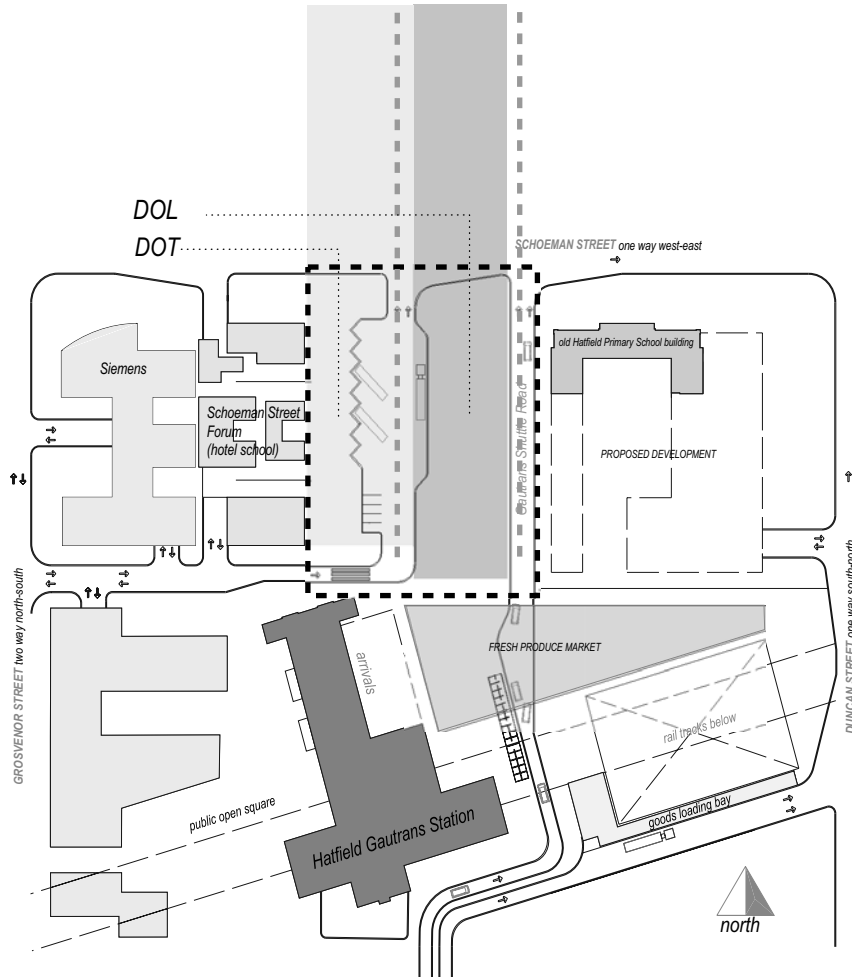 DOL
DOT
SCHOEMAN STREET one way west-east
old Hatfield Primary School building
Siemens
Schoeman Street
Forum
(hotel school)
Gautrans Shuttle Road
PROPOSED DEVELOPMENT
GROSVENOR STREET two way north-south
DUNCAN STREET one way south-north
FRESH PRODUCE MARKET
arrivals
rail tracks below
public open square
Hatfield Gautrans Station
goods loading bay
north